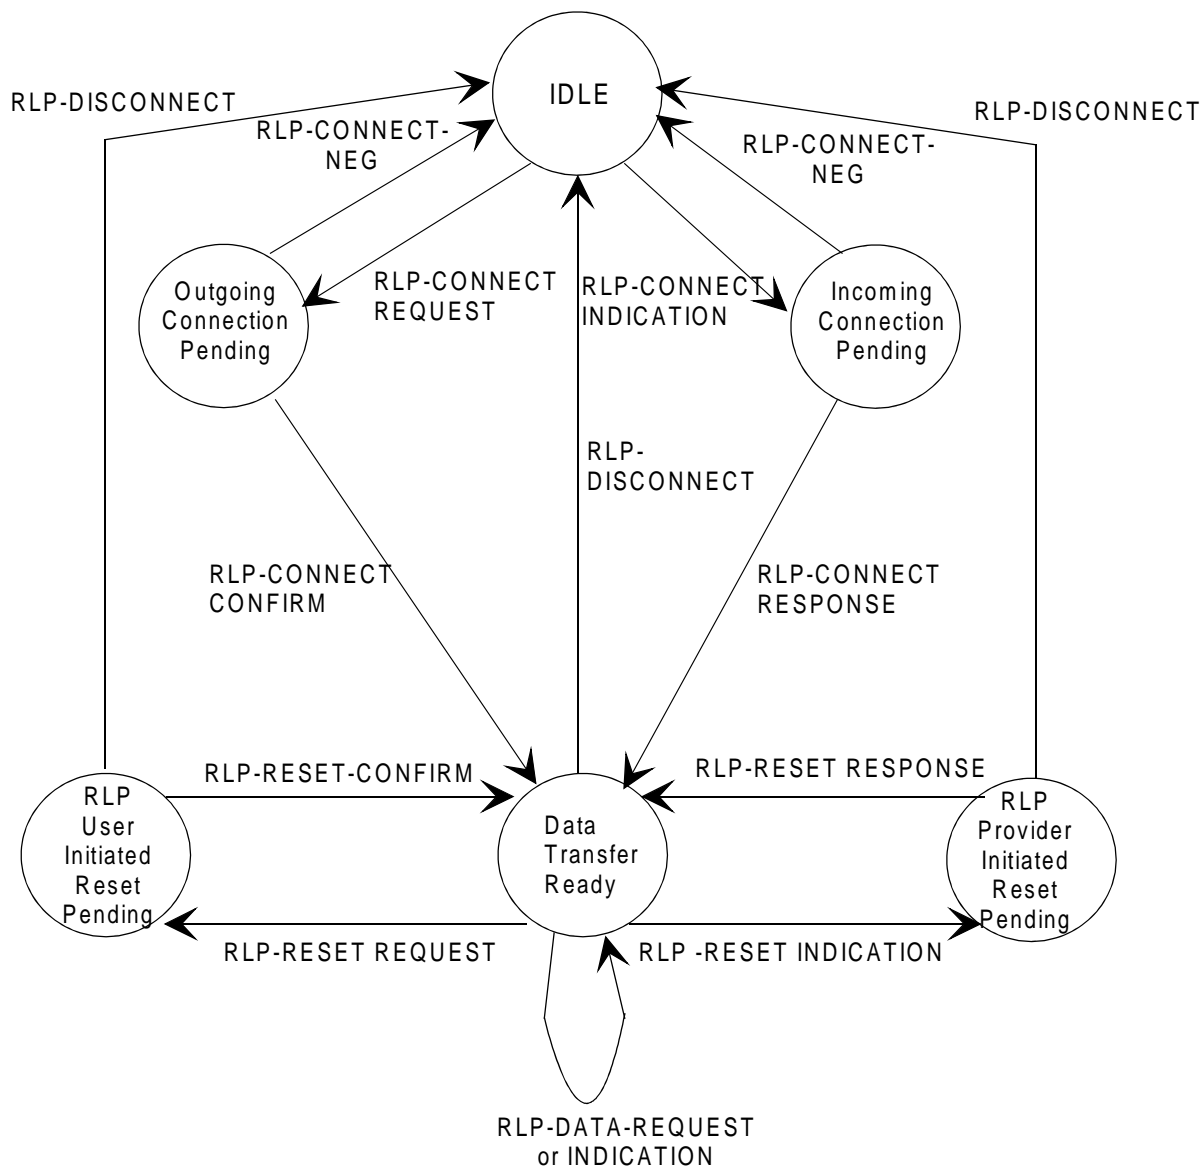 IDLE
RLP-DISCONNECT
RLP-DISCONNECT
RLP-CONNECT-
NEG
RLP-CONNECT-
NEG
Outgoing
Connection
Pending
RLP-CONNECT
REQUEST
RLP-CONNECT
INDICATION
Incoming
Connection
Pending
RLP-
DISCONNECT
RLP-CONNECT
CONFIRM
RLP-CONNECT
RESPONSE
RLP-RESET-CONFIRM
RLP-RESET RESPONSE
RLP
User
Initiated
Reset
Pending
Data
Transfer
Ready
RLP
Provider
Initiated
Reset
Pending
RLP-RESET REQUEST
RLP -RESET INDICATION
RLP-DATA-REQUEST
or INDICATION